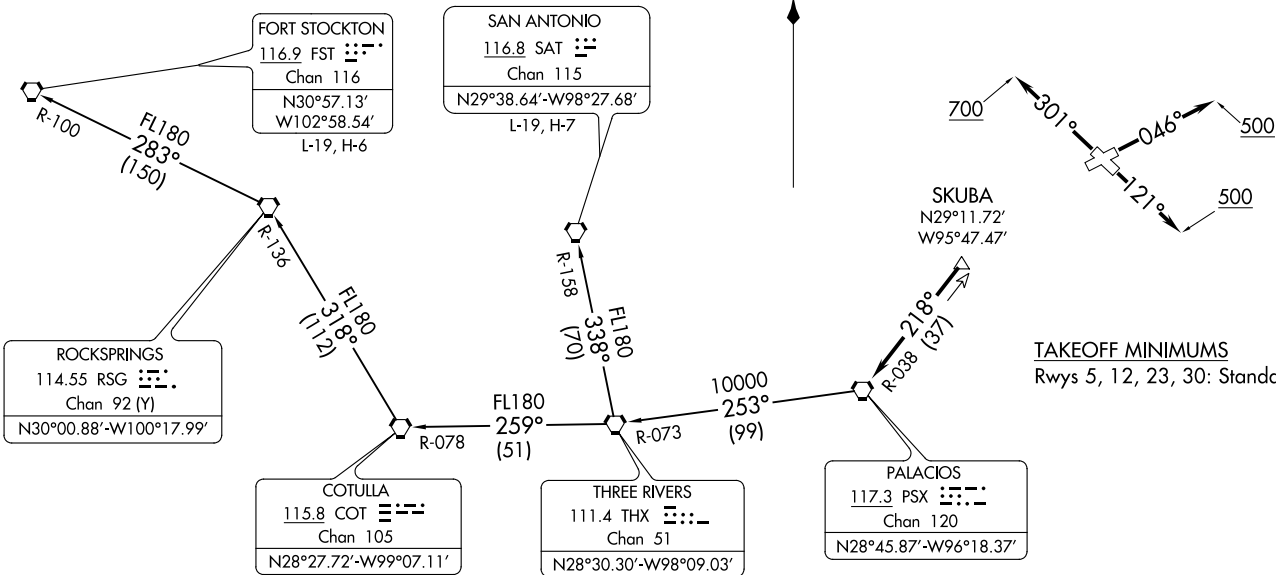 FORT STOCKTON
116.9 FST
Chan 116
N30°57.13'
W102°58.54'
L-19, H-6
SAN ANTONIO
116.8 SAT
Chan 115
N29°38.64'-W98°27.68'
L-19, H-7
R-100
FL180
283°
(150)
700
301°
046°
500
121°
500
SKUBA
N29°11.72'
W95°47.47'
R-136
R-158
FL180
318°
(112)
FL180
338°
(70)
218°
(37)
R-038
ROCKSPRINGS
114.55 RSG
Chan 92 (Y)
N30°00.88'-W100°17.99'
TAKEOFF MINIMUMS
Rwys 5, 12, 23, 30: Standa
FL180
259°
(51)
R-078
10000
253°
(99)
R-073
COTULLA
115.8 COT
Chan 105
N28°27.72'-W99°07.11'
THREE RIVERS
111.4 THX
Chan 51
N28°30.30'-W98°09.03'
PALACIOS
117.3 PSX
Chan 120
N28°45.87'-W96°18.37'